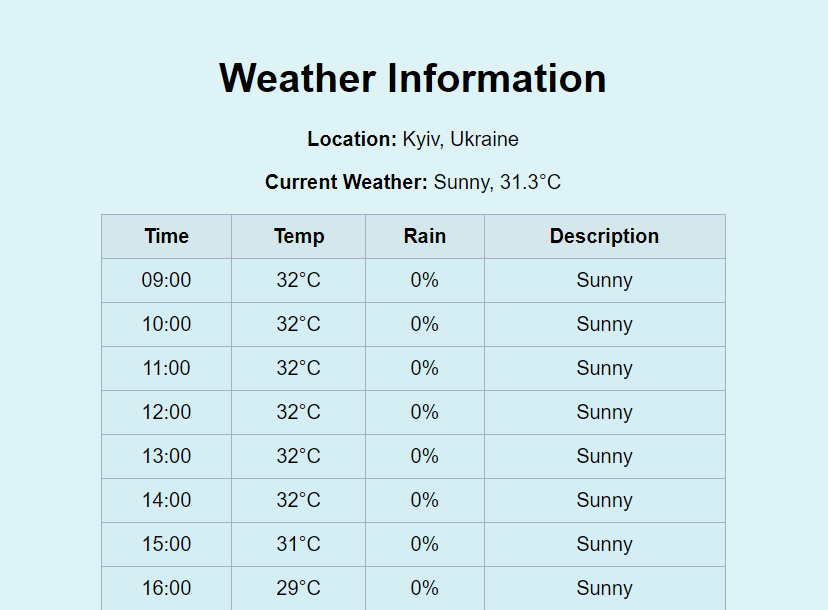 Weather Information
Location: Kyiv, Ukraine
Current Weather: Sunny, 31.3°C
Time Temp Rain Description
09:00 32°C 0% Sunny
10:00 32°C 0% Sunny
11:00 32°C 0% Sunny
12:00 32°C 0% Sunny
13:00 32°C 0% Sunny
14:00 32°C 0% Sunny
15:00 31°C 0% Sunny
16:00 29°C 0% Sunny